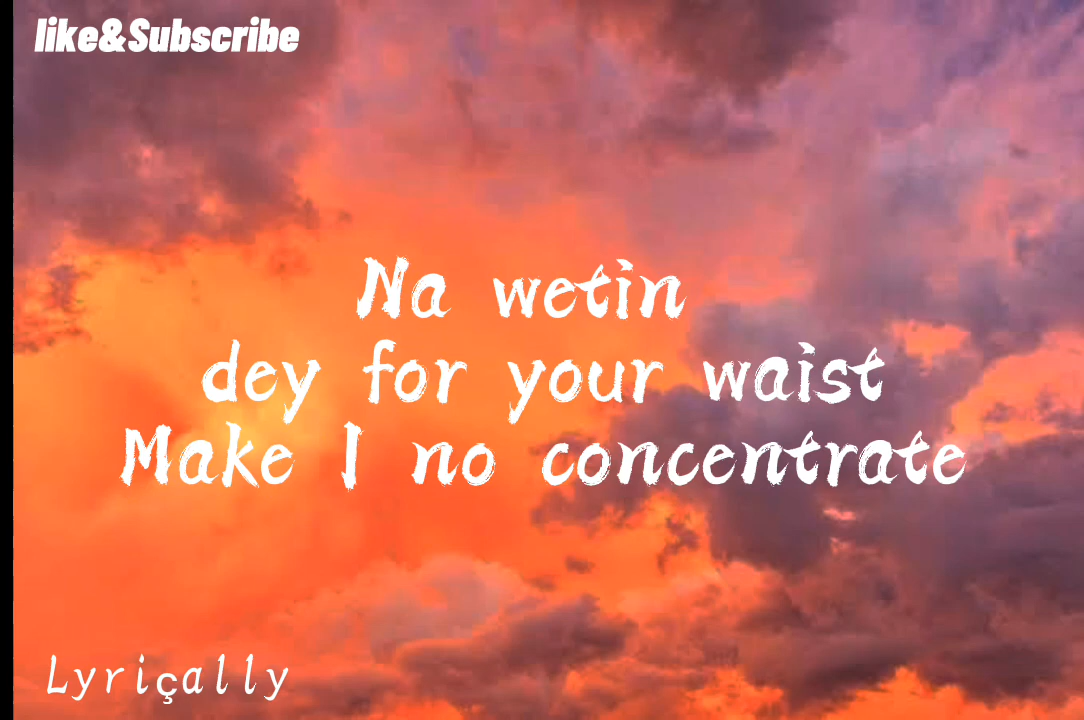 like&Subscribe
Na wetin
dey for your waist
Make I no concentrate
Lyriçally